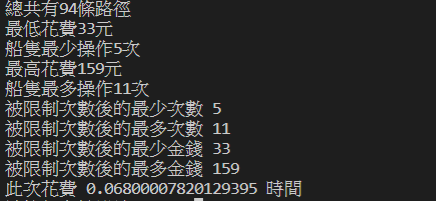 總共有94條路徑
最低花費33元
船隻最少操作5次
最高花費159元
船隻最多操作11次
被限制次數後的最少次數 5
被限制次數後的最多次數 11
被限制次數後的最少金錢 33
被限制次數後的最多金錢 159
此次花費 0.06800007820129395 時間